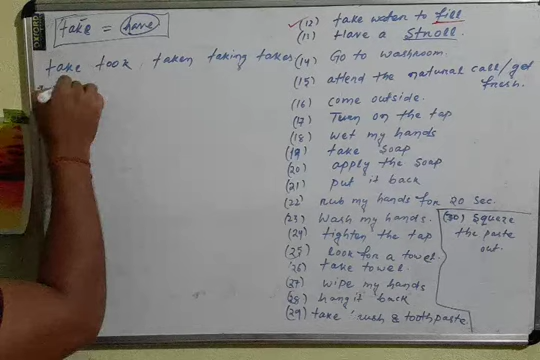 take = have
take took, taken taking takes
(12) take water to fill
(13) Have a stroll.
(14) Go to washroom.
(15) attend the natural call/get
fresh.
(16) come outside.
(17) Turn on the tap
(18) wet my hands
(19) take soap
(20) apply the soap
(21) put it back
(22) rub my hands for 20 sec.
(23) wash my hands.
(24) tighten the tap
(25) look for a towel.
(26) take towel.
(27) wipe my hands
(28) hang it back
(29) take rush & toothpaste
(30) squeze
the paste
out.